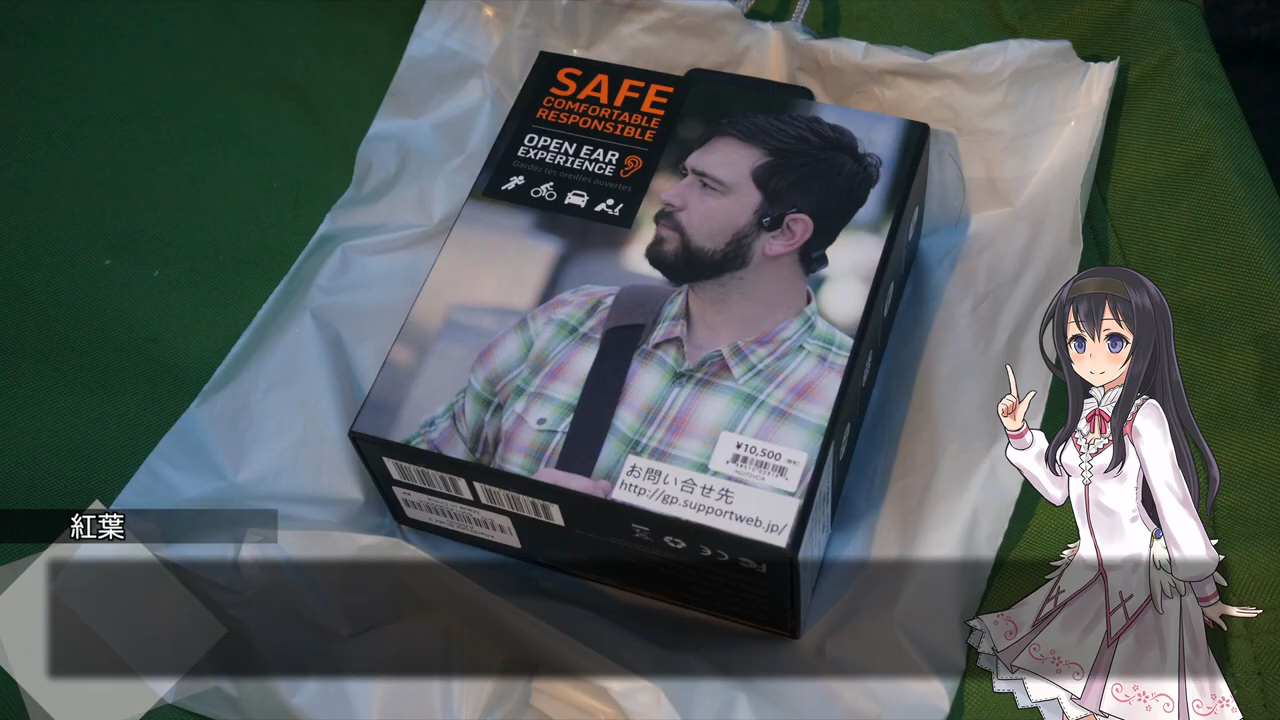 SAFE
COMFORTABLE
RESPONSIBLE
OPEN EAR
EXPERIENCE
Gardez les oreilles ouvertes
¥10,500
お問い合せ先
http://gp.supportweb.jp/
紅葉